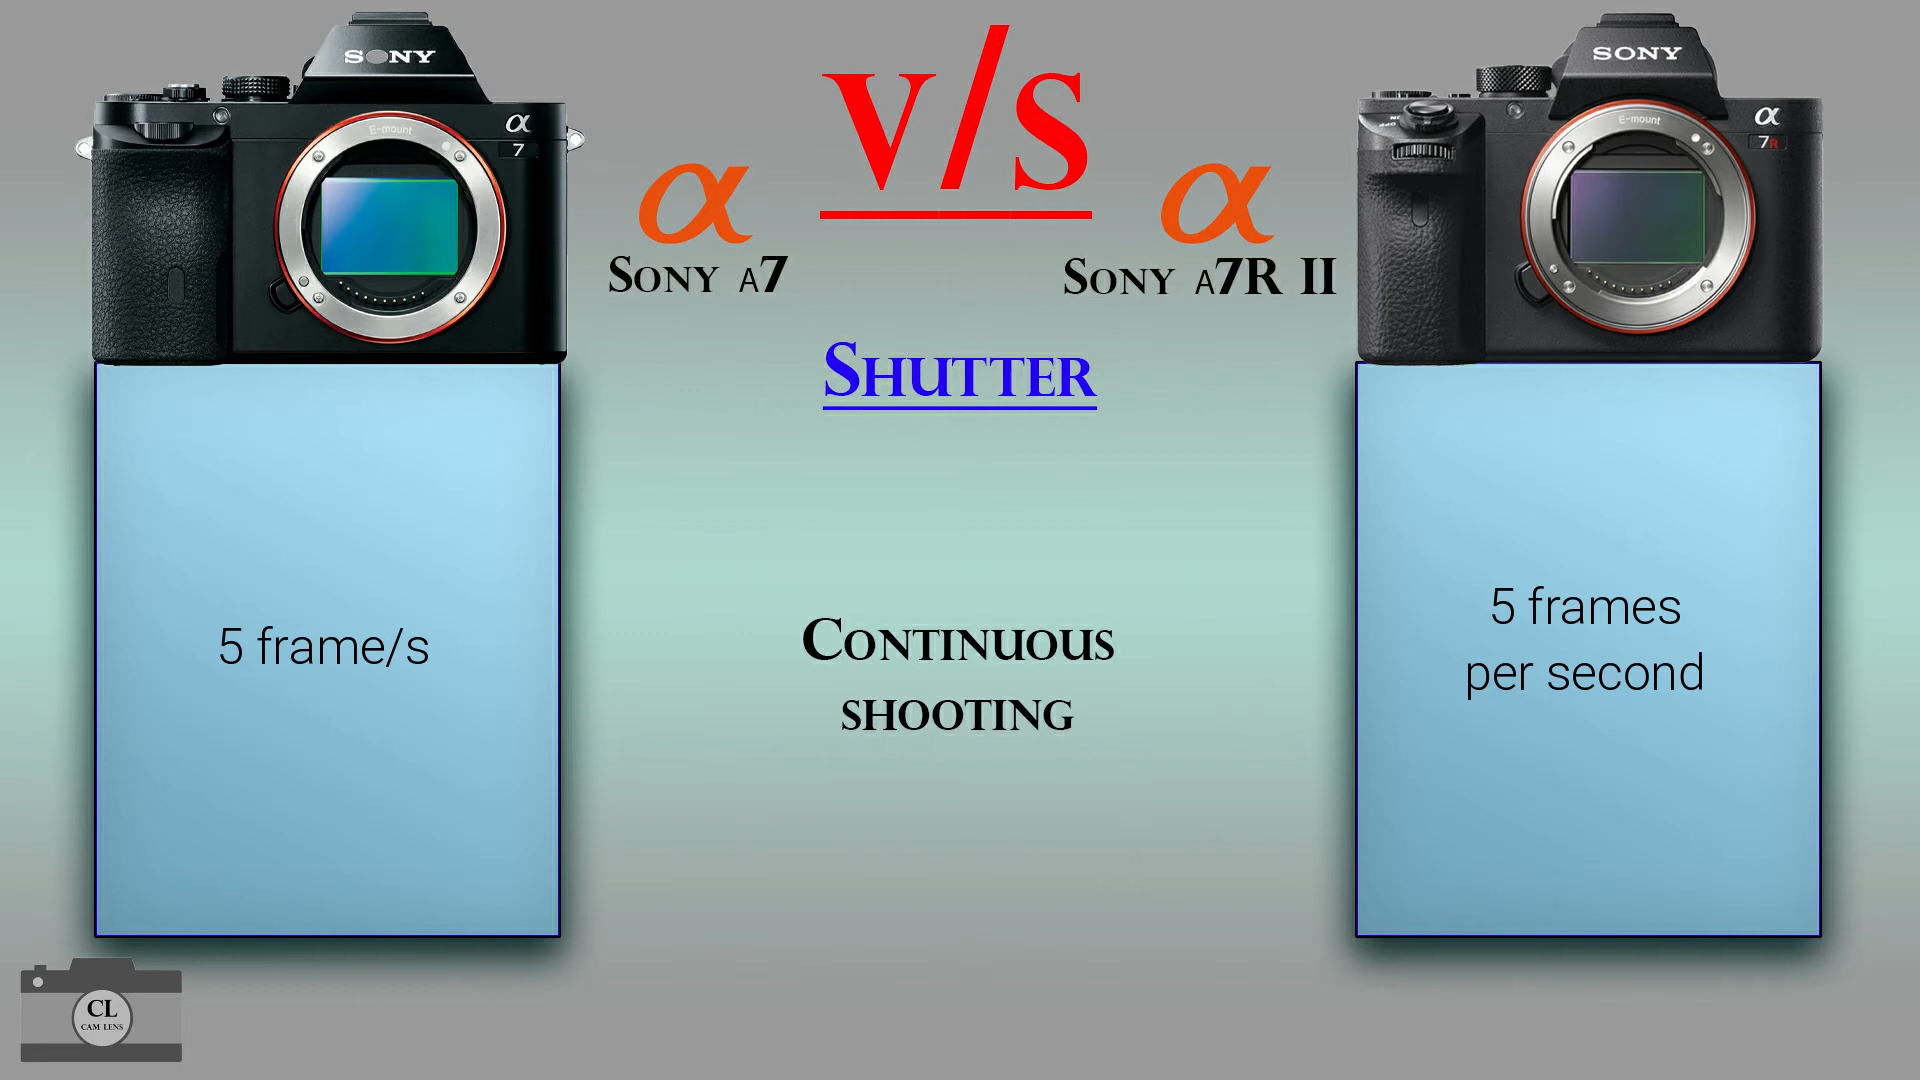 SONY
E-mount
α
7
V/S
SONY
E-mount
α
7R
α
Sony a7
α
Sony a7R II
Shutter
5 frame/s
Continuous
shooting
5 frames
per second
CL
CAM LENS